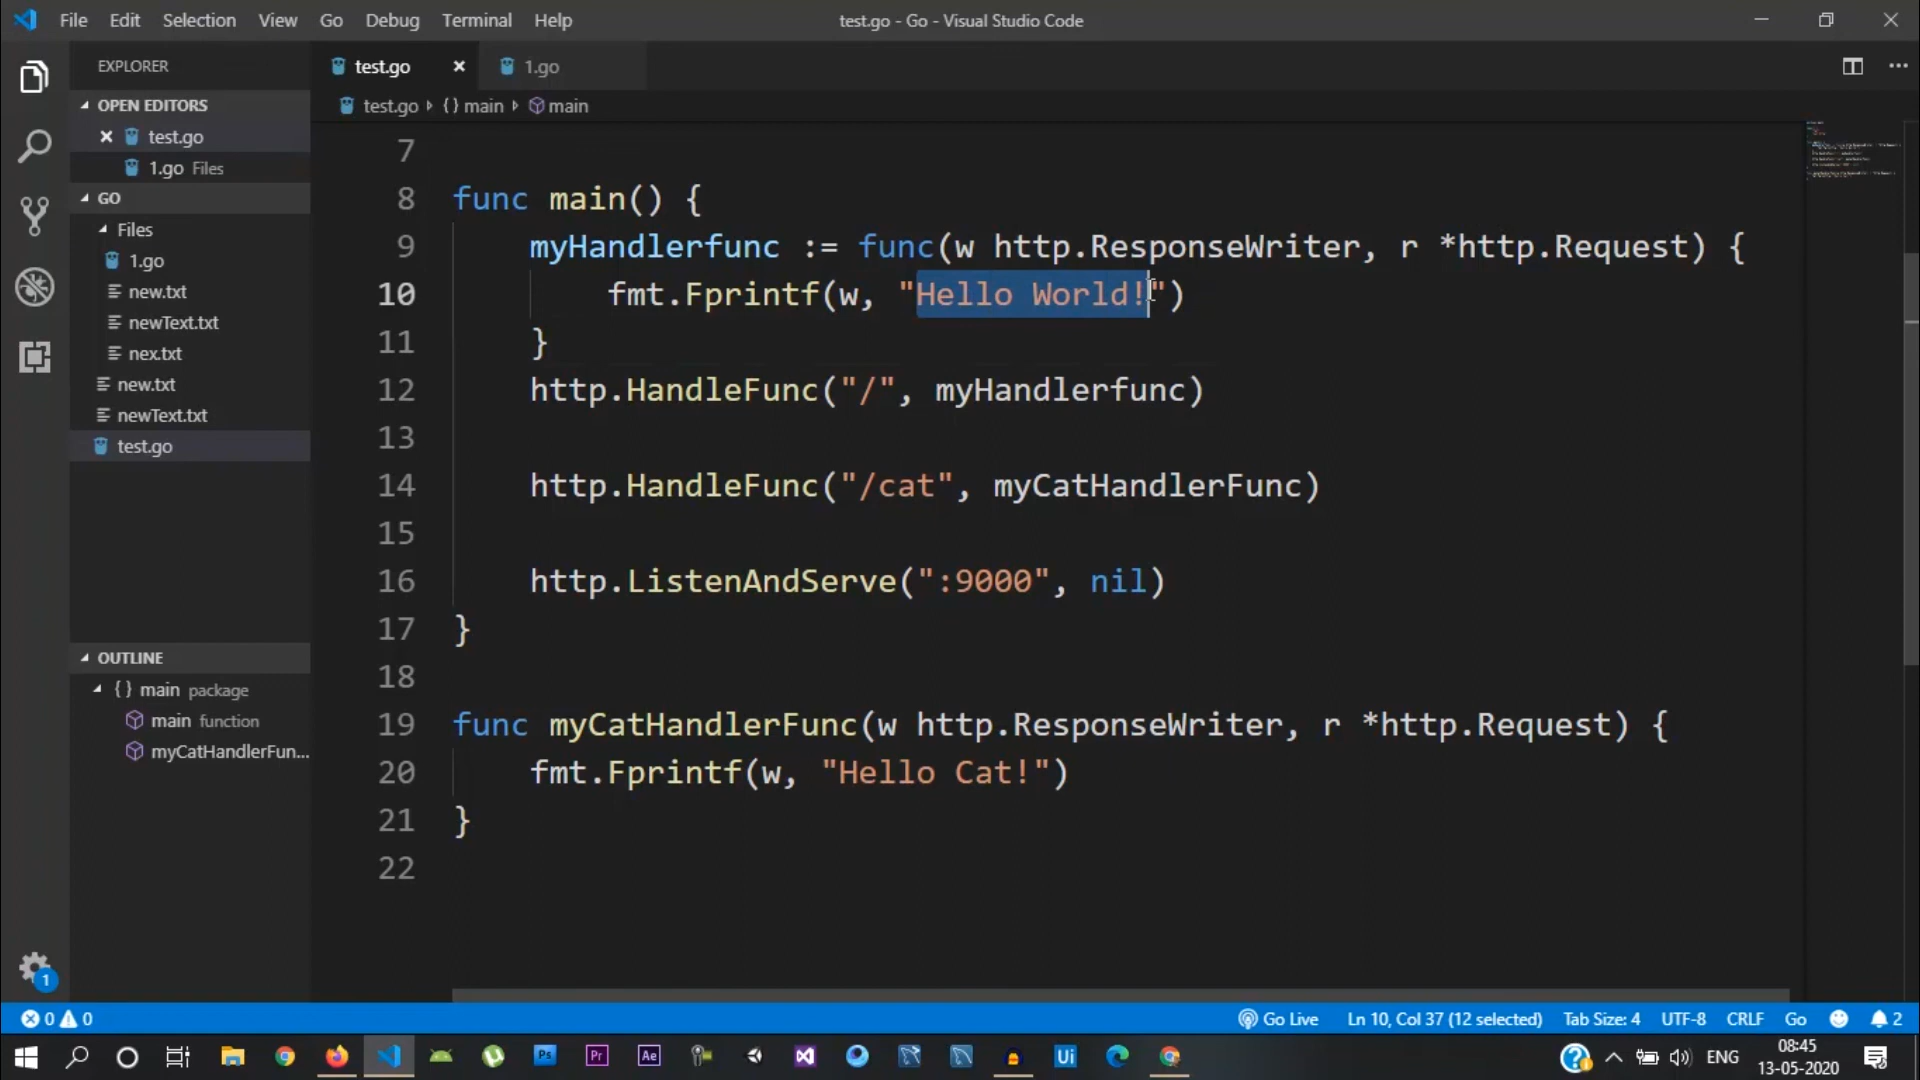 File Edit Selection View Go Debug Terminal Help
test.go - Go - Visual Studio Code
EXPLORER
OPEN EDITORS
test.go
1.go Files
GO
Files
1.go
new.txt
newText.txt
nex.txt
new.txt
newText.txt
test.go
OUTLINE
{} main package
main function
myCatHandlerFun...
test.go 1.go
test.go {} main main
7
8 func main() {
9 myHandlerfunc := func(w http.ResponseWriter, r *http.Request) {
10 fmt.Fprintf(w, "Hello World!")
11 }
12 http.HandleFunc("/", myHandlerfunc)
13
14 http.HandleFunc("/cat", myCatHandlerFunc)
15
16 http.ListenAndServe(":9000", nil)
17 }
18
19 func myCatHandlerFunc(w http.ResponseWriter, r *http.Request) {
20 fmt.Fprintf(w, "Hello Cat!")
21 }
22
1
0 0 Go Live Ln 10, Col 37 (12 selected) Tab Size: 4 UTF-8 CRLF Go 2
Ps Pr Ae Ui ENG
08:45
13-05-2020